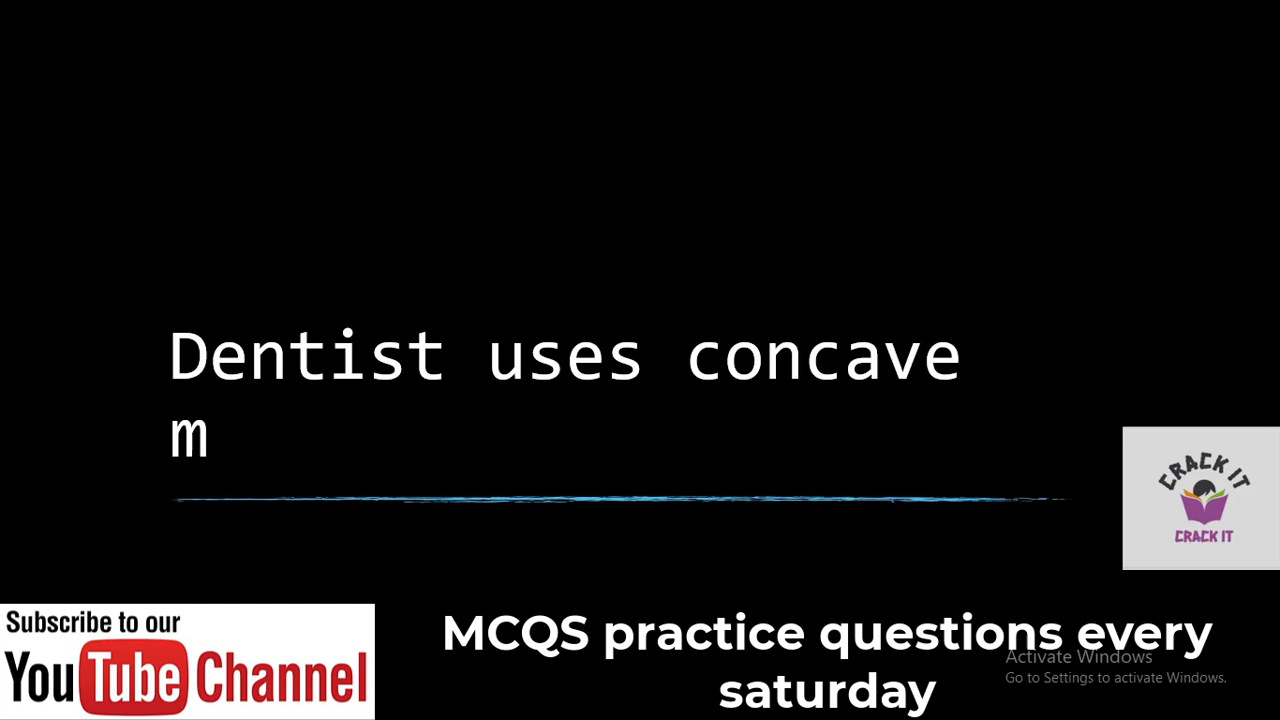 Dentist uses concave
m
CRACK IT
CRACK IT
Subscribe to our
YouTube Channel
MCQS practice questions every
saturday
Activate Windows
Go to Settings to activate Windows.